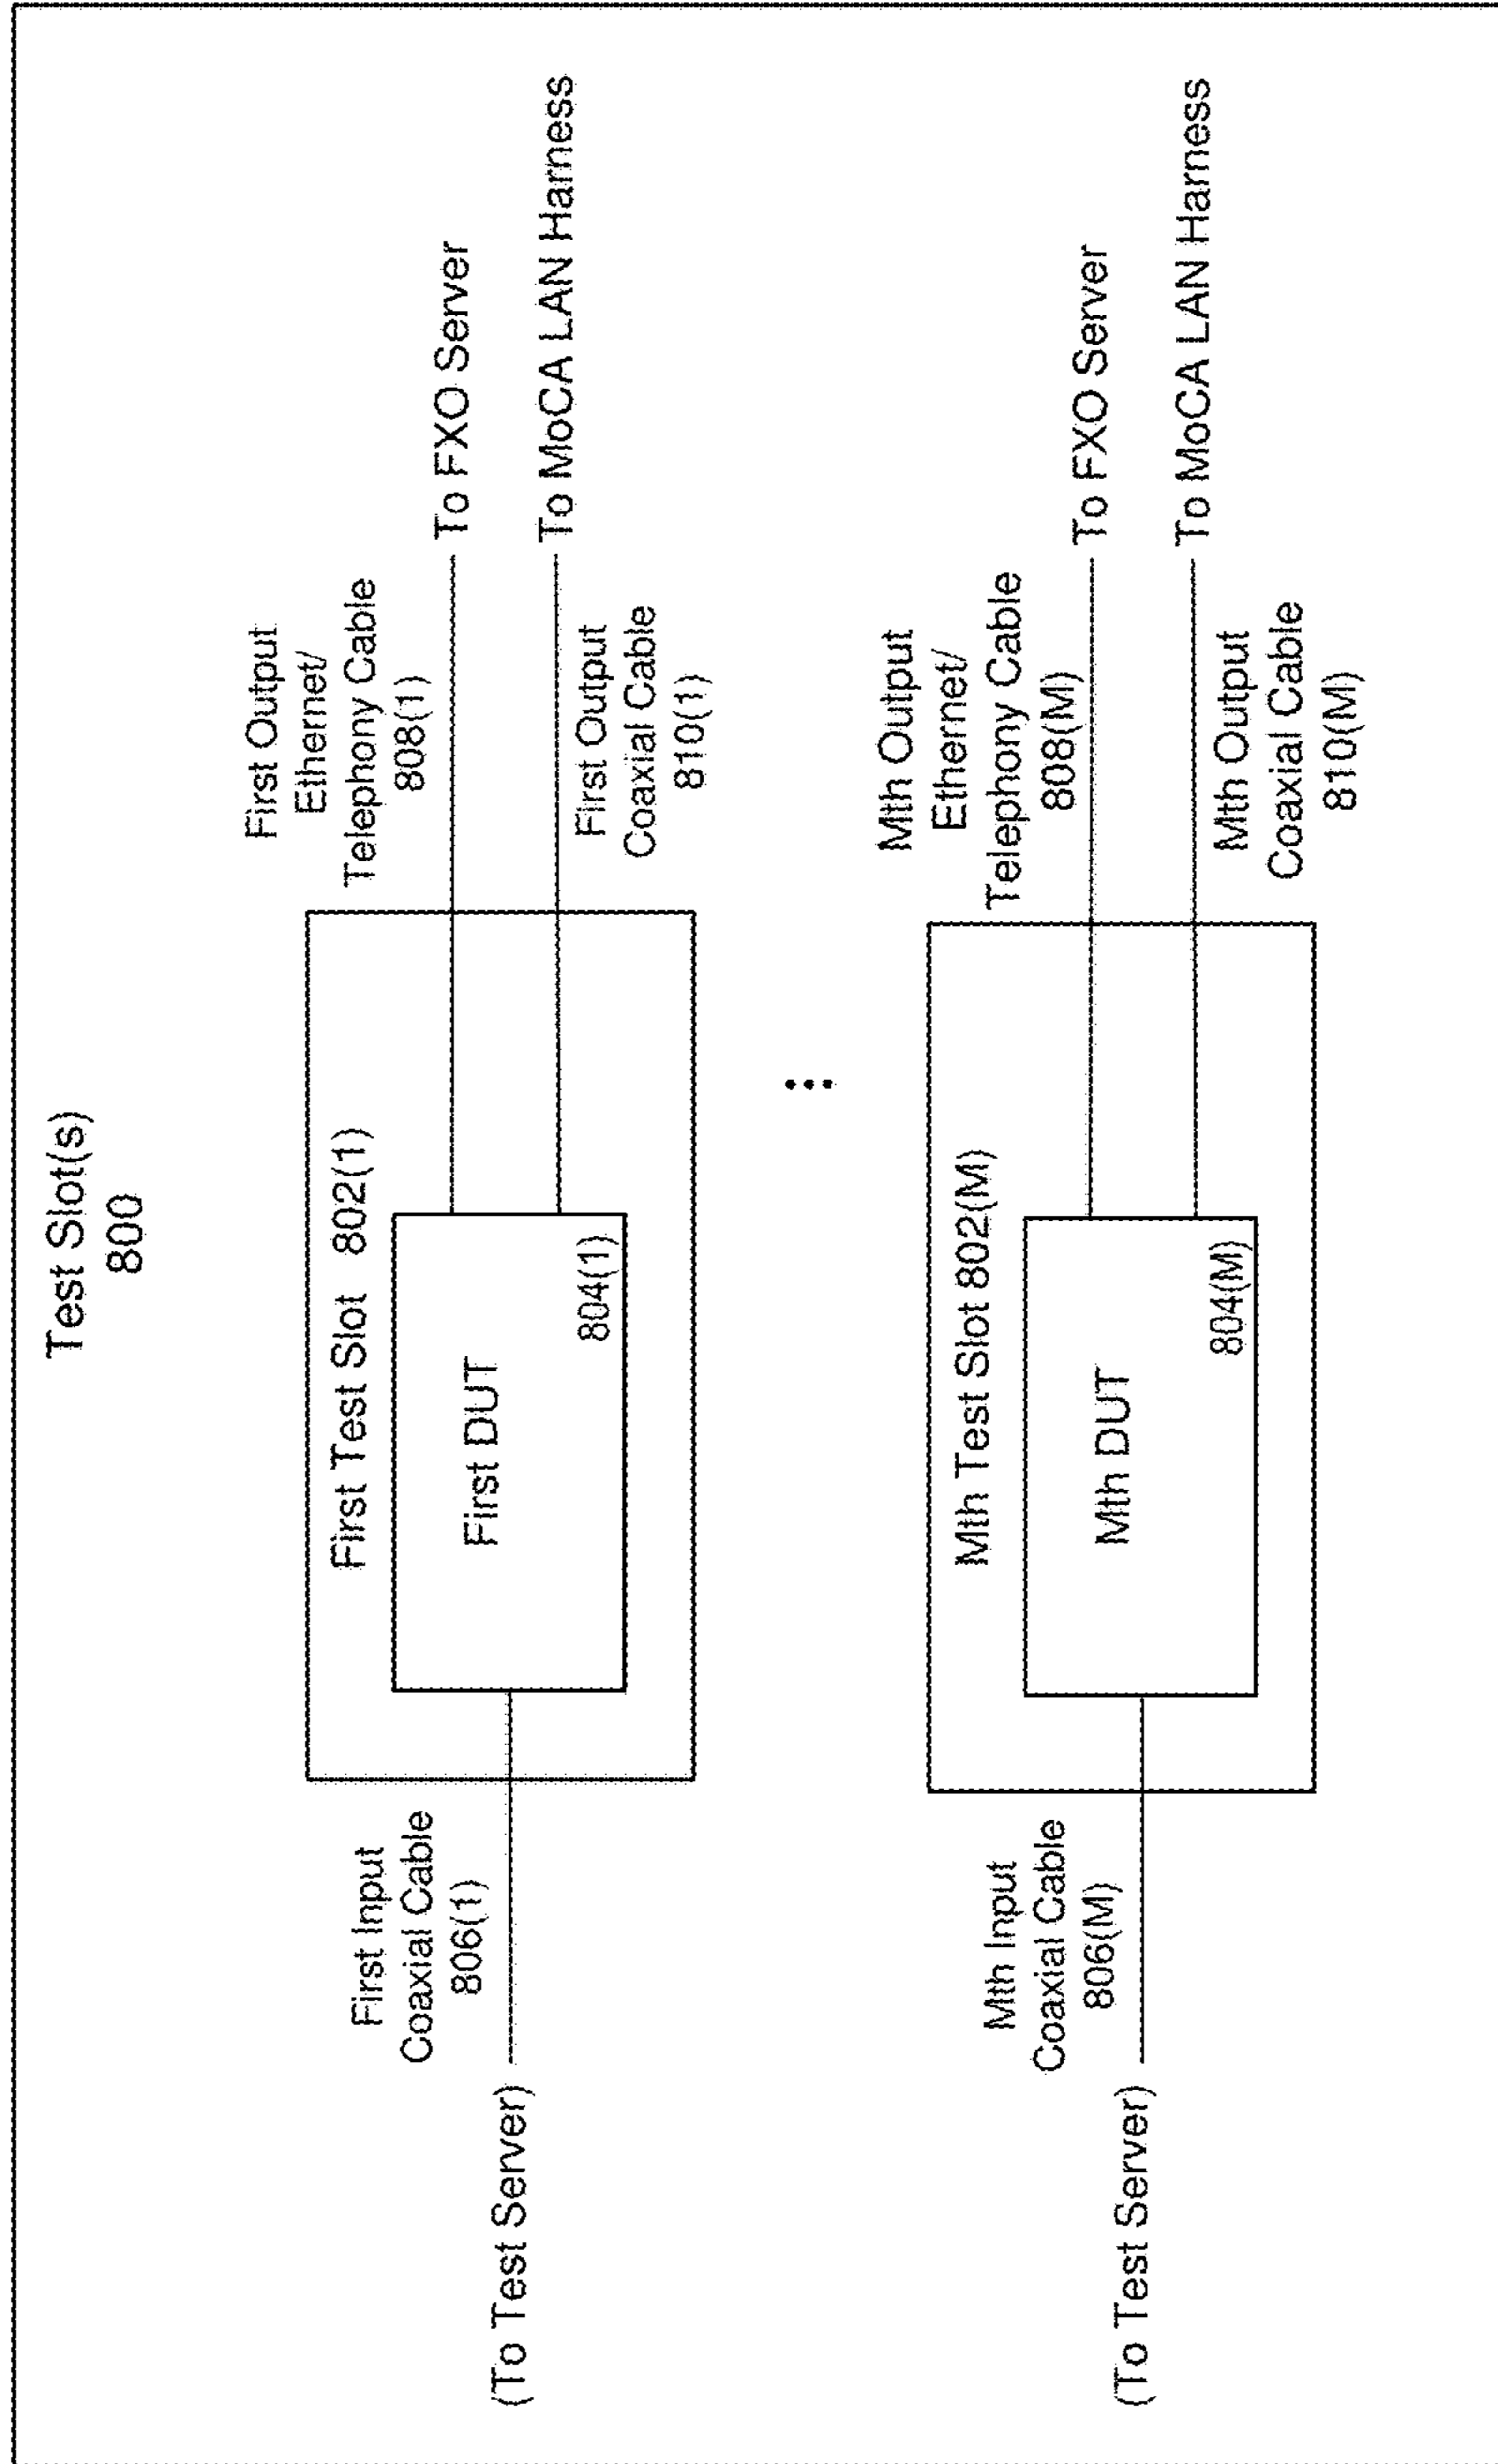 Test Slot(s)
800
First Test Slot 802(1)
First DUT
804(1)
First Input
Coaxial Cable
806(1)
(To Test Server)
First Output
Ethernet/
Telephony Cable
808(1)
To FXO Server
First Output
Coaxial Cable
810(1)
To MoCA LAN Harness
Mth Test Slot 802(M)
Mth DUT
804(M)
Mth Input
Coaxial Cable
806(M)
(To Test Server)
Mth Output
Ethernet/
Telephony Cable
808(M)
To FXO Server
Mth Output
Coaxial Cable
810(M)
To MoCA LAN Harness